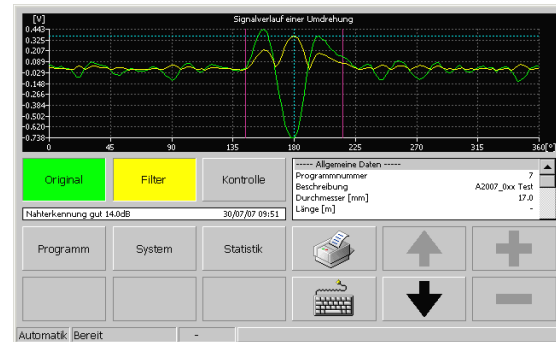 [V]
Signalverlauf einer Umdrehung
0.443
0.325
0.207
0.089
-0.029
-0.148
-0.266
-0.384
-0.502
-0.620
-0.738
0 45 90 135 180 225 270 315 360[°]
Original
Filter
Kontrolle
----- Allgemeine Daten -----
Programmnummer 7
Beschreibung A2007_0xx Test
Durchmesser [mm] 17.0
Länge [m] -
Nahterkennung gut 14.0dB 30/07/07 09:51
Programm
System
Statistik
Automatik Bereit -